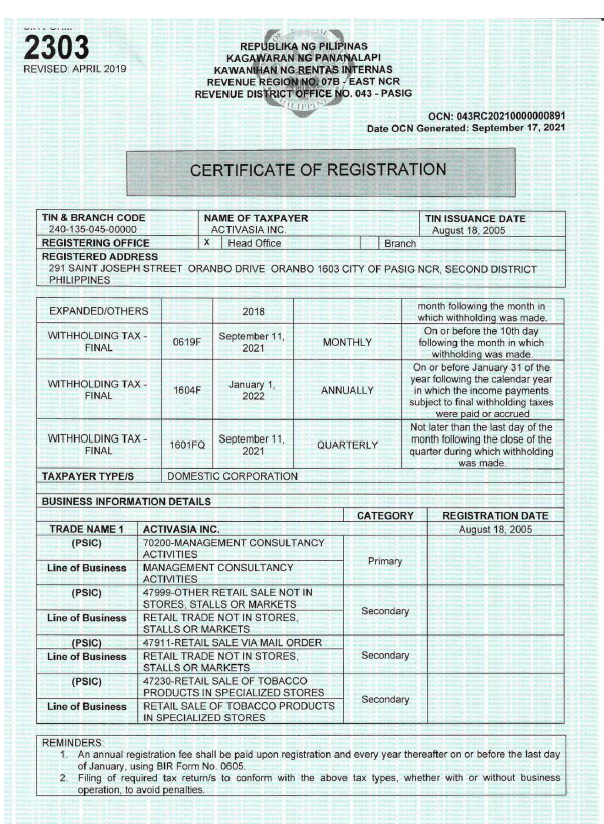 2303
REVISED: APRIL 2019
REPUBLIKA NG PILIPINAS
KAGAWARAN NG PANANALAPI
KAWANIHAN NG RENTAS INTERNAS
REVENUE REGION NO. 07B - EAST NCR
REVENUE DISTRICT OFFICE NO. 043 - PASIG
OCN: 043RC20210000000891
Date OCN Generated: September 17, 2021
CERTIFICATE OF REGISTRATION
TIN & BRANCH CODE NAME OF TAXPAYER TIN ISSUANCE DATE
240-135-045-00000 ACTIVASIA INC. August 18, 2005
REGISTERING OFFICE X Head Office Branch
REGISTERED ADDRESS
291 SAINT JOSEPH STREET ORANBO DRIVE ORANBO 1603 CITY OF PASIG NCR, SECOND DISTRICT
PHILIPPINES
EXPANDED/OTHERS 2018 month following the month in
which withholding was made.
WITHHOLDING TAX - 0619F September 11, MONTHLY On or before the 10th day
FINAL 2021 following the month in which
withholding was made.
On or before January 31 of the
WITHHOLDING TAX - 1604F January 1, ANNUALLY year following the calendar year
FINAL 2022 in which the income payments
subject to final withholding taxes
were paid or accrued
Not later than the last day of the
WITHHOLDING TAX - 1601FQ September 11, QUARTERLY month following the close of the
FINAL 2021 quarter during which withholding
was made.
TAXPAYER TYPE/S DOMESTIC CORPORATION
BUSINESS INFORMATION DETAILS
CATEGORY REGISTRATION DATE
TRADE NAME 1 ACTIVASIA INC. August 18, 2005
(PSIC) 70200-MANAGEMENT CONSULTANCY
ACTIVITIES
Primary
Line of Business MANAGEMENT CONSULTANCY
ACTIVITIES
(PSIC) 47999-OTHER RETAIL SALE NOT IN
STORES, STALLS OR MARKETS
Secondary
Line of Business RETAIL TRADE NOT IN STORES,
STALLS OR MARKETS
(PSIC) 47911-RETAIL SALE VIA MAIL ORDER
Line of Business RETAIL TRADE NOT IN STORES, Secondary
STALLS OR MARKETS
(PSIC) 47230-RETAIL SALE OF TOBACCO
PRODUCTS IN SPECIALIZED STORES
Secondary
Line of Business RETAIL SALE OF TOBACCO PRODUCTS
IN SPECIALIZED STORES
REMINDERS:
1. An annual registration fee shall be paid upon registration and every year thereafter on or before the last day
of January, using BIR Form No. 0605.
2. Filing of required tax return/s to conform with the above tax types, whether with or without business
operation, to avoid penalties.